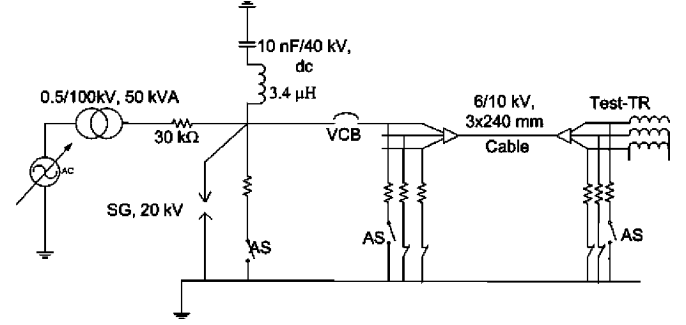 10 nF/40 kV,
dc
3.4 μH
0.5/100kV, 50 kVA
30 kΩ
AC
VCB
6/10 kV,
3x240 mm
Cable
Test-TR
SG, 20 kV
AS
AS
AS